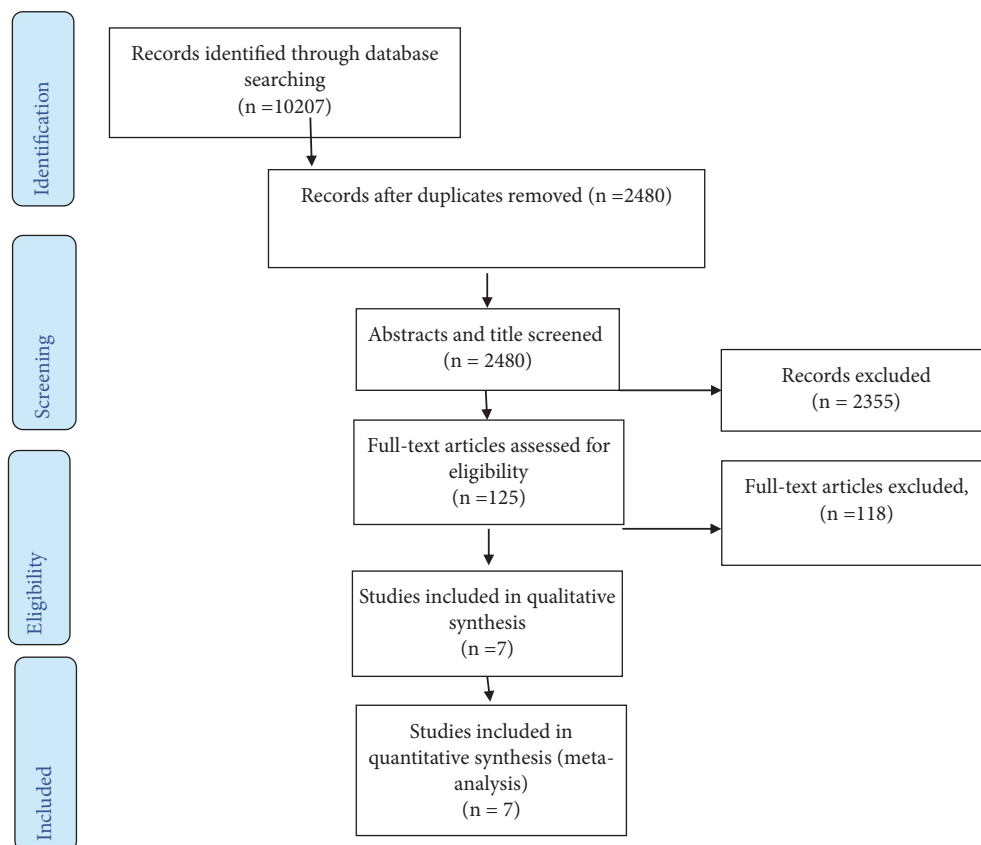 Identification
Records identified through database
searching
(n =10207)
Records after duplicates removed (n =2480)
Screening
Abstracts and title screened
(n = 2480)
Records excluded
(n = 2355)
Eligibility
Full-text articles assessed for
eligibility
(n =125)
Full-text articles excluded,
(n =118)
Studies included in qualitative
synthesis
(n =7)
Included
Studies included in
quantitative synthesis (meta-
analysis)
(n = 7)